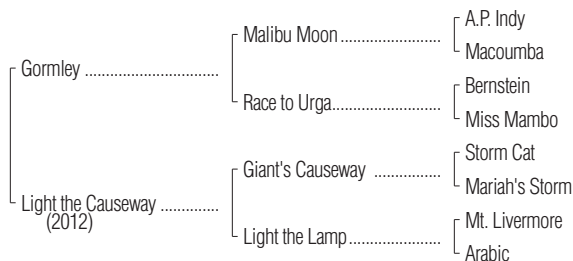 A.P. Indy
Malibu Moon ........................
Macoumba
Gormley ................................
Bernstein
Race to Urga..........................
Miss Mambo
Storm Cat
Giant's Causeway ................
Mariah's Storm
Light the Causeway ..............
(2012)
Mt. Livermore
Light the Lamp......................
Arabic